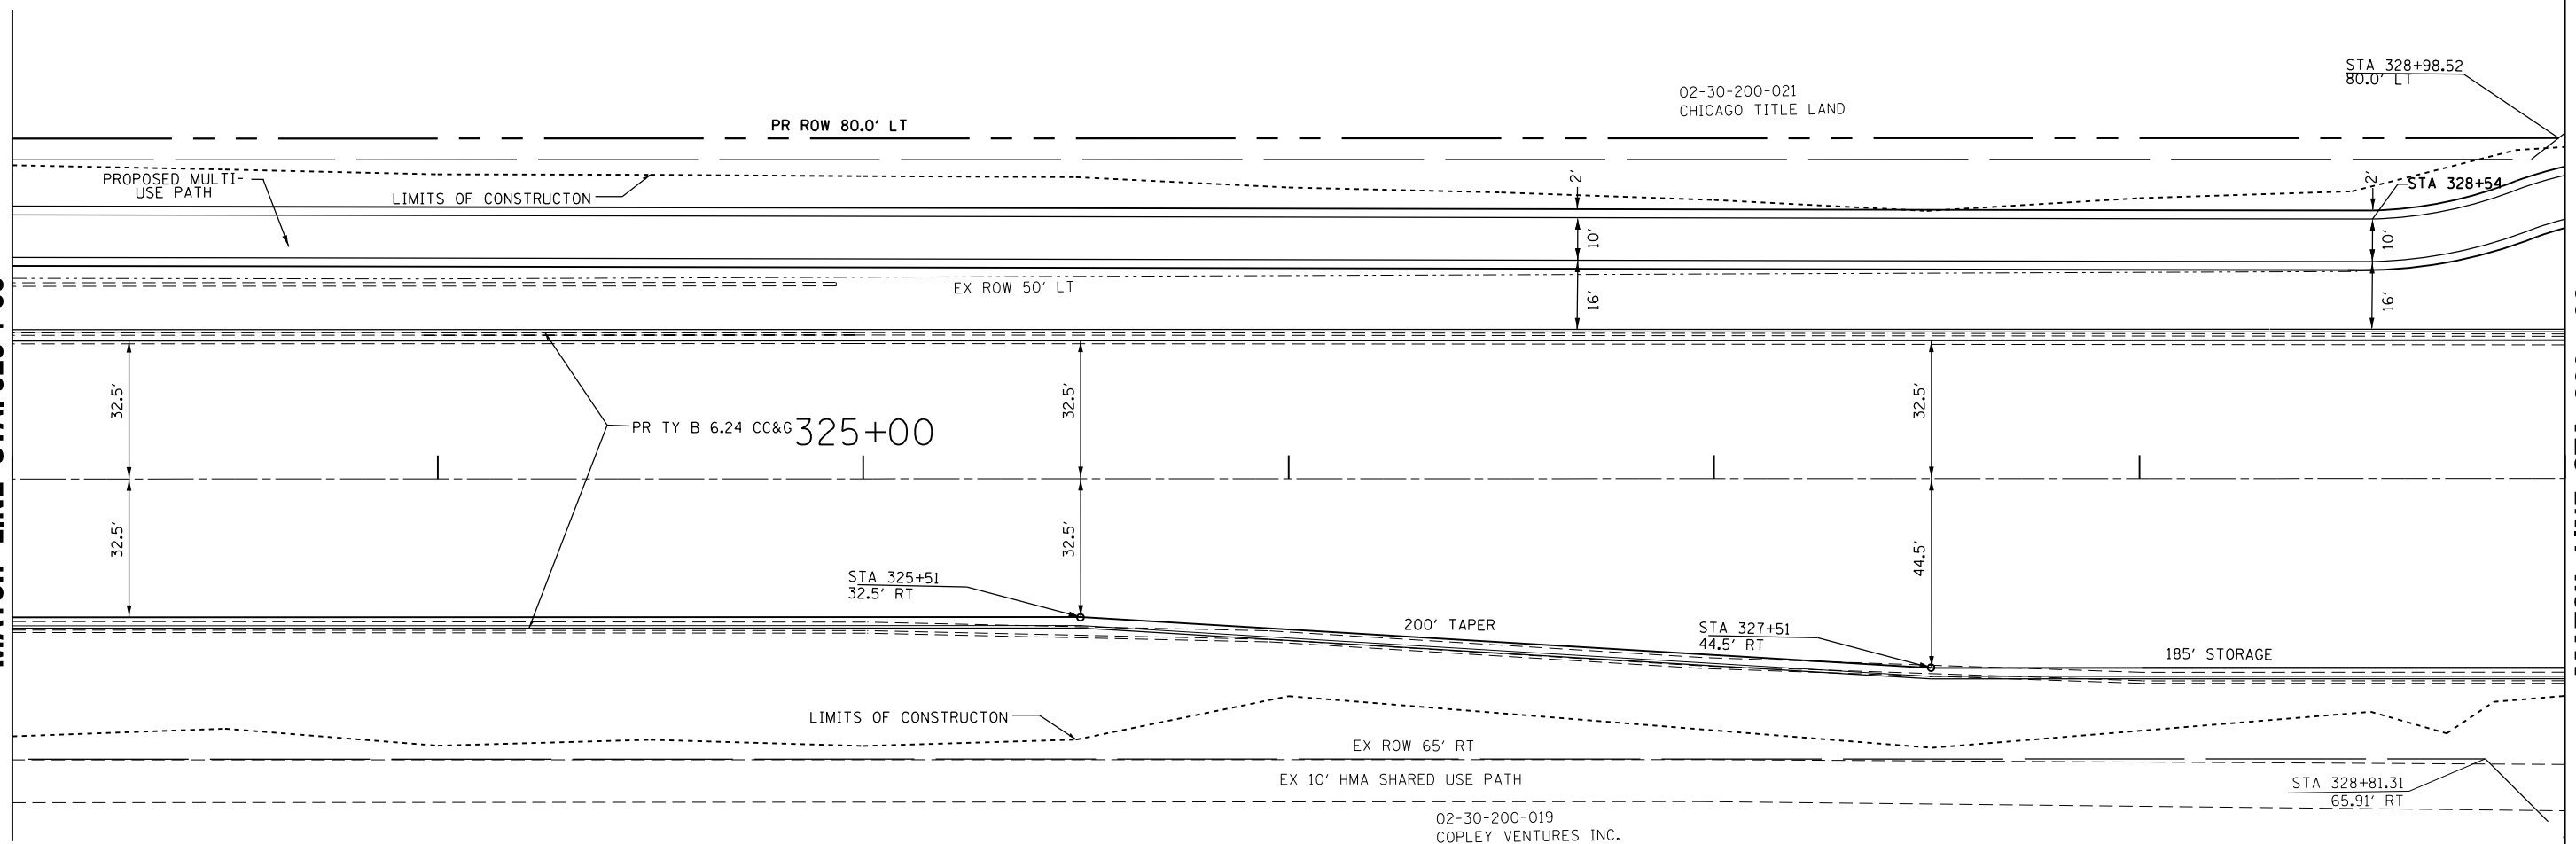 STA 328+98.52
80.0' LT
02-30-200-021
CHICAGO TITLE LAND
PR ROW 80.0' LT
PROPOSED MULTI-
USE PATH
LIMITS OF CONSTRUCTON
2'
2'
STA 328+54
10'
10'
EX ROW 50' LT
16'
16'
32.5'
32.5'
32.5'
PR TY B 6.24 CC&G
325+00
32.5'
32.5'
44.5'
STA 325+51
32.5' RT
200' TAPER
STA 327+51
44.5' RT
185' STORAGE
LIMITS OF CONSTRUCTON
EX ROW 65' RT
EX 10' HMA SHARED USE PATH
STA 328+81.31
65.91' RT
02-30-200-019
COPLEY VENTURES INC.